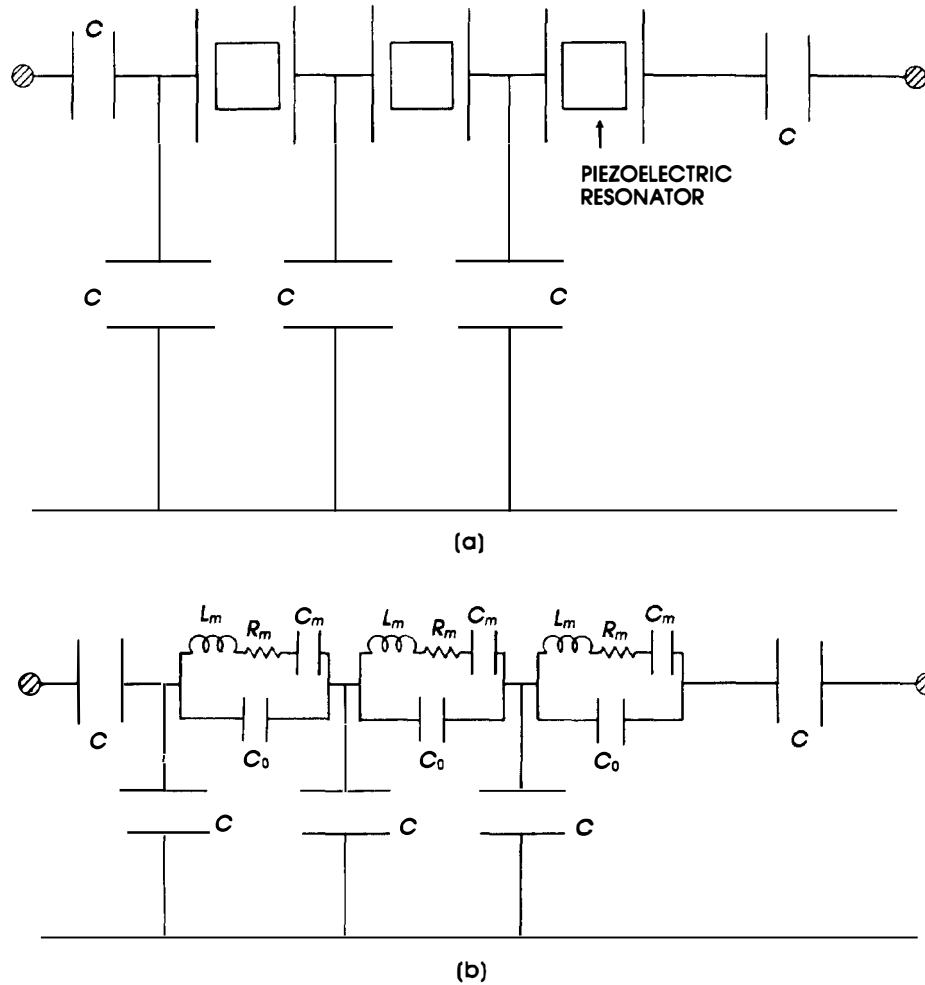 C
C
PIEZOELECTRIC
RESONATOR
C
C
C
(a)
Lm Rm Cm Lm Rm Cm Lm Rm Cm
C C0 C0 C0 C
C C C
(b)